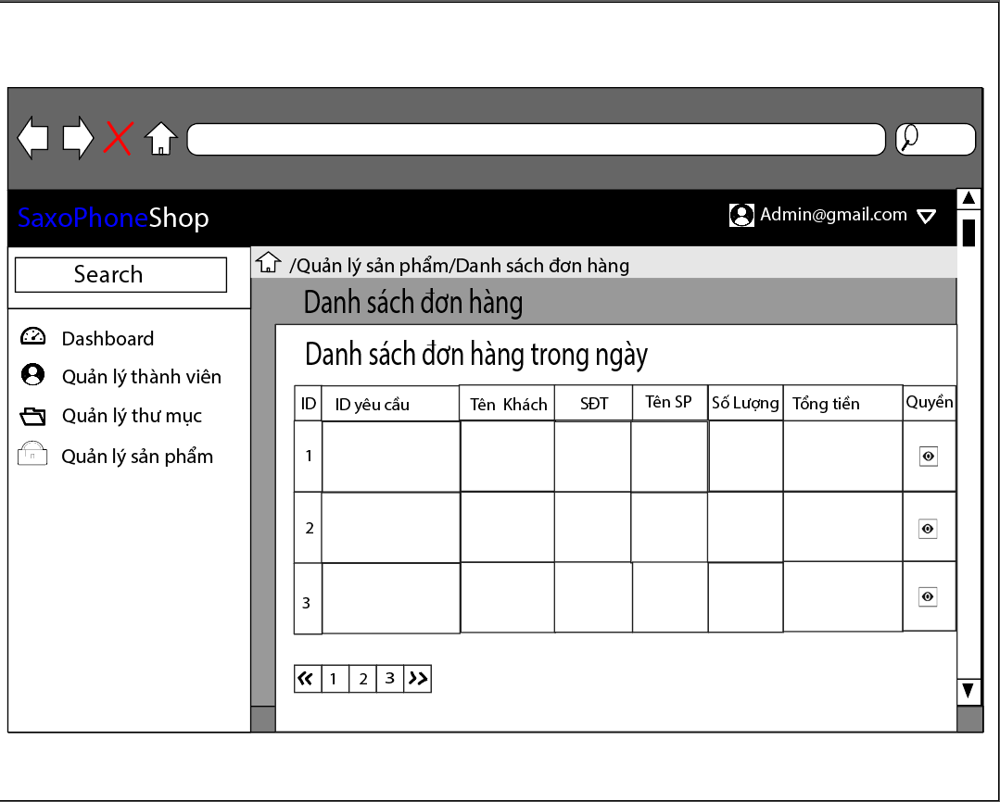 SaxoPhoneShop
Admin@gmail.com
Search
/Quản lý sản phẩm/Danh sách đơn hàng
Danh sách đơn hàng
Dashboard
Quản lý thành viên
Quản lý thư mục
Quản lý sản phẩm
Danh sách đơn hàng trong ngày
ID ID yêu cầu Tên Khách SĐT Tên SP Số Lượng Tổng tiền Quyền
1
2
3
« 1 2 3 »